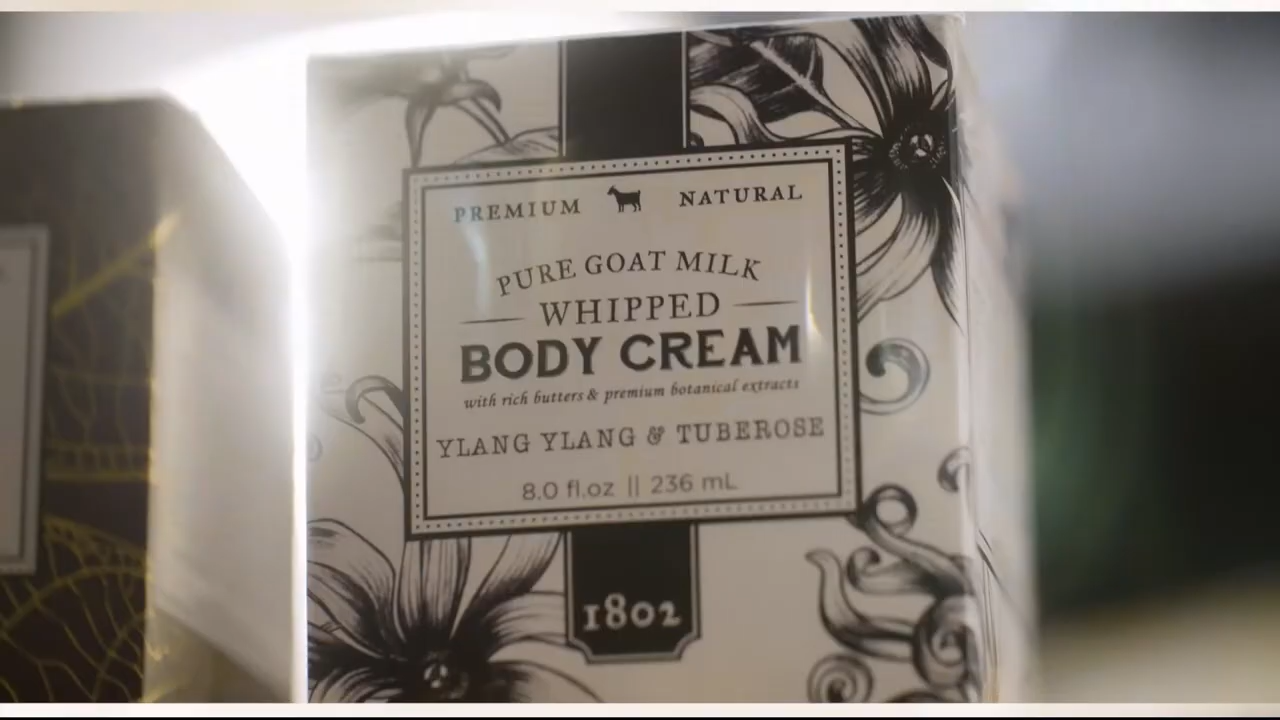 PREMIUM NATURAL
PURE GOAT MILK
WHIPPED
BODY CREAM
with rich butters & premium botanical extracts
YLANG YLANG & TUBEROSE
8.0 fl.oz || 236 mL
1802